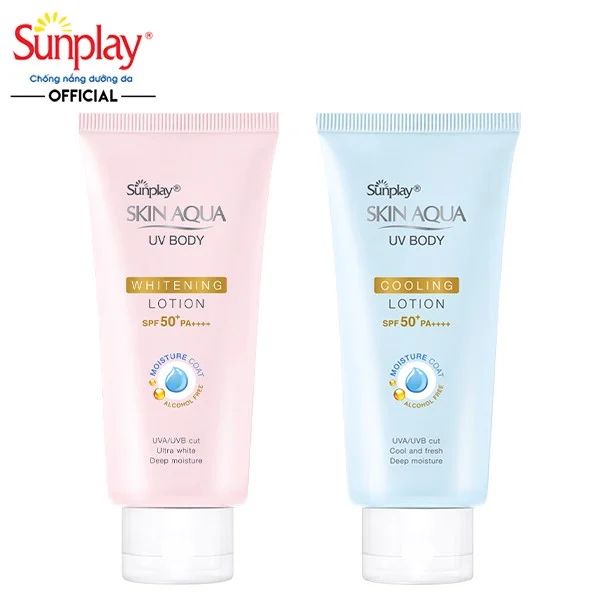 Sunplay®
Chống nắng dưỡng da
OFFICIAL
Sunplay®
SKIN AQUA
UV BODY
WHITENING
LOTION
SPF 50+ PA++++
MOISTURE COAT
ALCOHOL FREE
UVA/UVB cut
Ultra white
Deep moisture
Sunplay®
SKIN AQUA
UV BODY
COOLING
LOTION
SPF 50+ PA++++
MOISTURE COAT
ALCOHOL FREE
UVA/UVB cut
Cool and fresh
Deep moisture